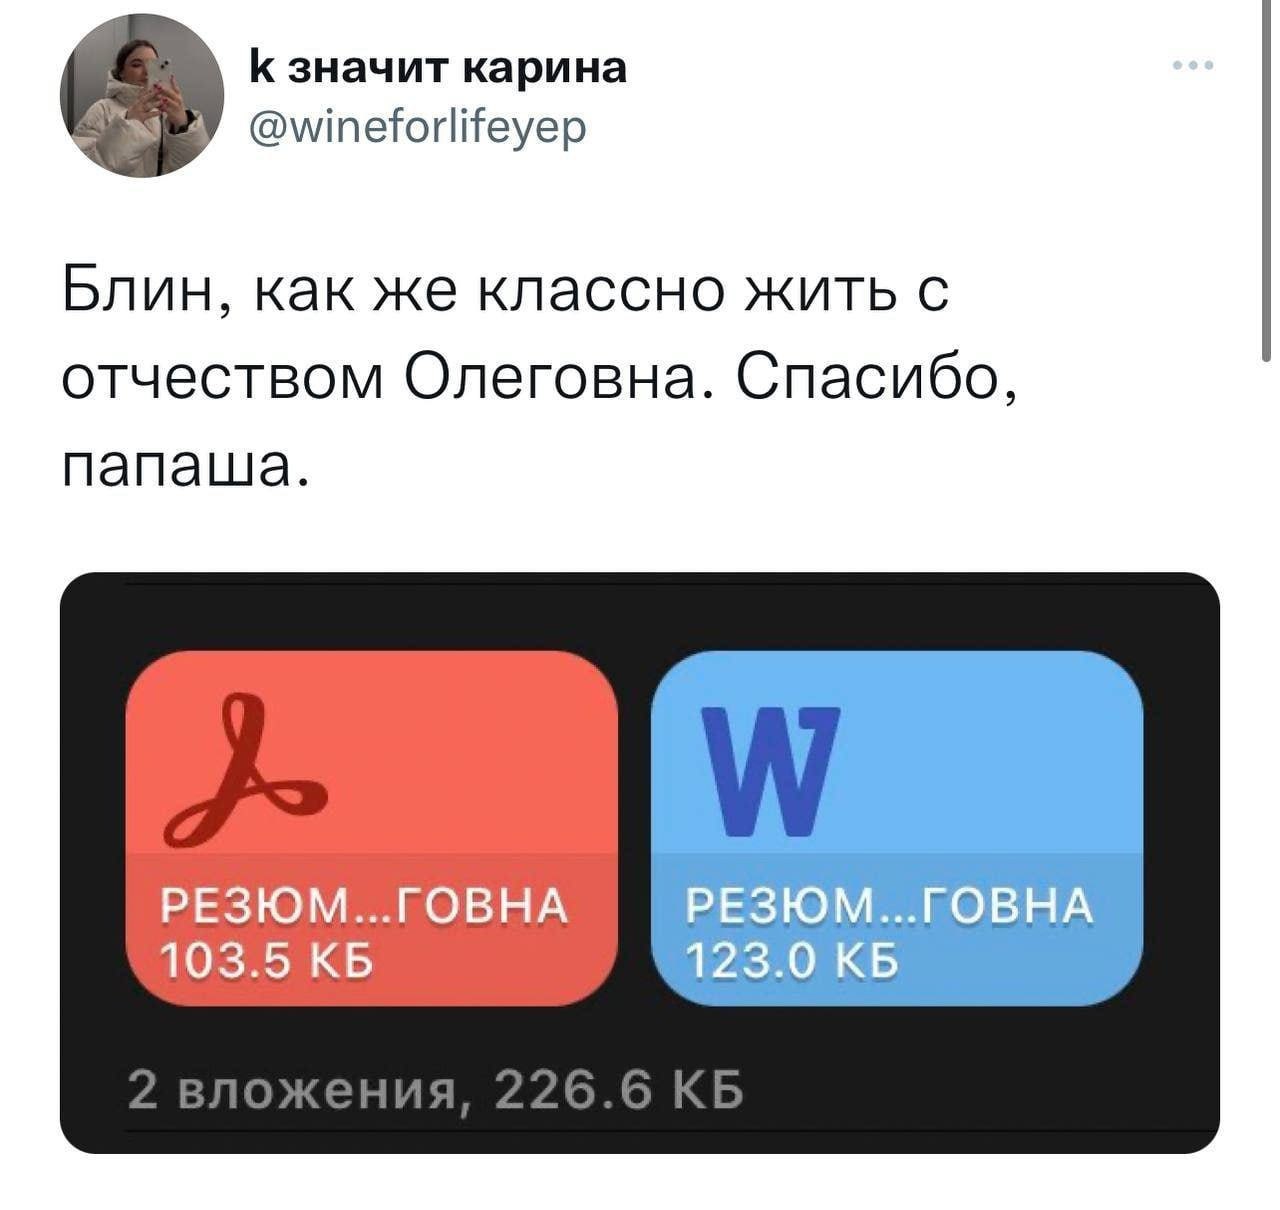 k значит карина
@wineforlifeyep
Блин, как же классно жить с
отчеством Олеговна. Спасибо,
папаша.
РЕЗЮМ...ГОВНА
103.5 КБ
W
РЕЗЮМ...ГОВНА
123.0 КБ
2 вложения, 226.6 КБ